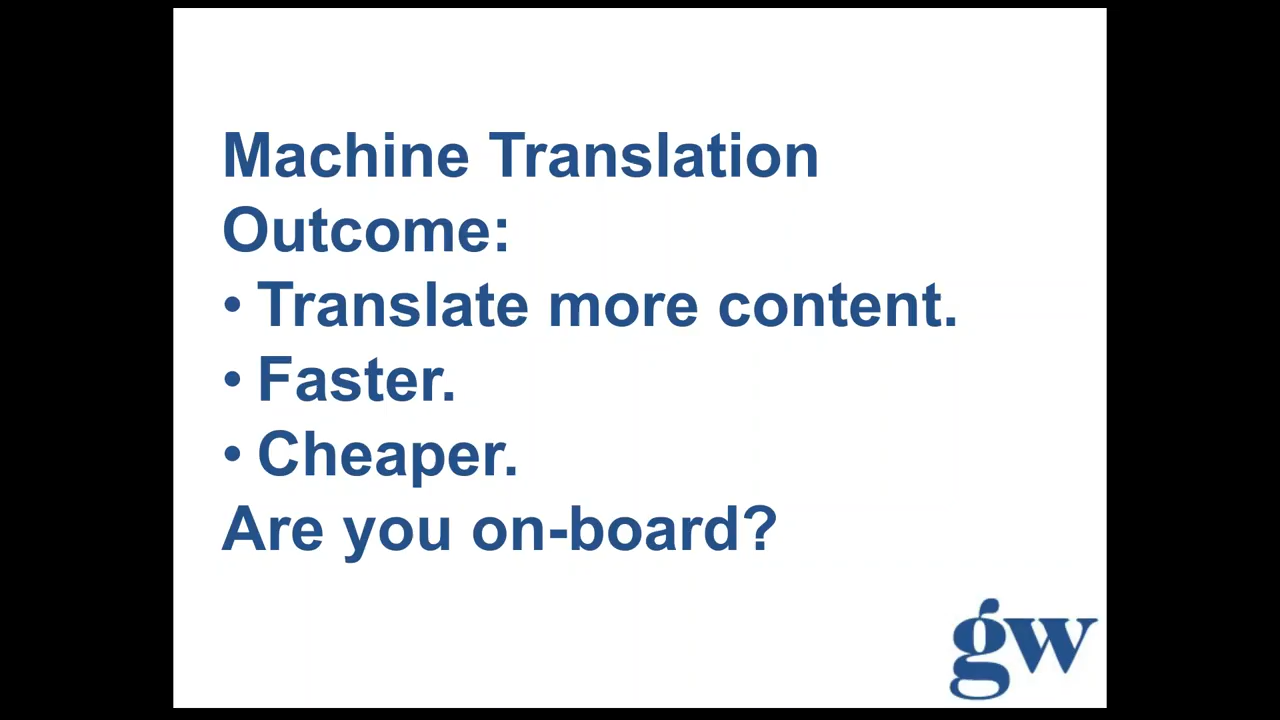 Machine Translation
Outcome:
• Translate more content.
• Faster.
• Cheaper.
Are you on-board?
gw